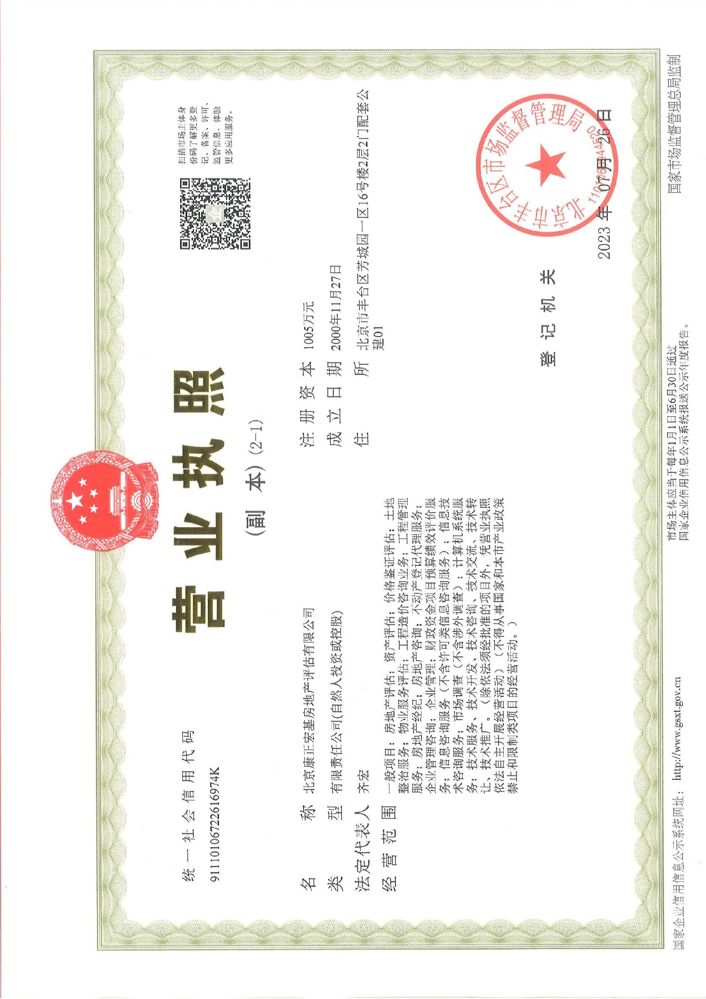 统一社会信用代码
91110106722616974K
营业执照
(副 本) (2-1)
扫描市场主体身
份码了解更多登
记、备案、许可、
监管信息，体验
更多应用服务。
名 称 北京康正宏基房地产评估有限公司
类 型 有限责任公司(自然人投资或控股)
法定代表人 齐宏
经营范围 一般项目：房地产评估；资产评估；价格鉴证评估；土地
整治服务；物业服务评估；工程造价咨询业务；工程管理
服务；房地产经纪；房地产咨询；不动产登记代理服务；
企业管理咨询；企业管理；财政资金项目预算绩效评价服
务；信息咨询服务（不含许可类信息咨询服务）；信息技
术咨询服务；市场调查（不含涉外调查）；计算机系统服
务；技术服务、技术开发、技术咨询、技术交流、技术转
让、技术推广。（除依法须经批准的项目外，凭营业执照
依法自主开展经营活动）（不得从事国家和本市产业政策
禁止和限制类项目的经营活动。）
注册资本 1005万元
成立日期 2000年11月27日
住 所 北京市丰台区芳城园一区16号楼2层2门配套公
建01
登记机关
北京市丰台区市场监督管理局
2023年 07月 26日
国家企业信用信息公示系统网址： http://www.gsxt.gov.cn
市场主体应当于每年1月1日至6月30日通过
国家企业信用信息公示系统报送公示年度报告。
国家市场监督管理总局监制